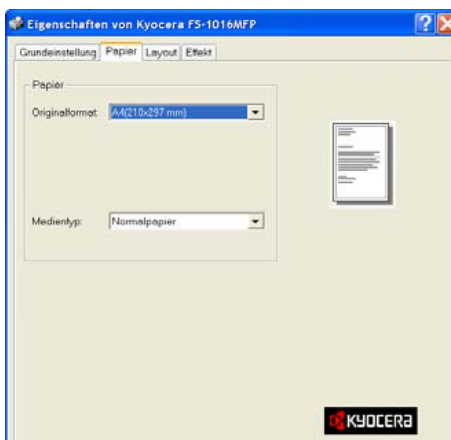 Eigenschaften von Kyocera FS-1016MFP
Grundeinstellung Papier Layout Effekt
Papier
Originalformat: A4(210x297 mm)
Medientyp: Normalpapier
KYOCERA